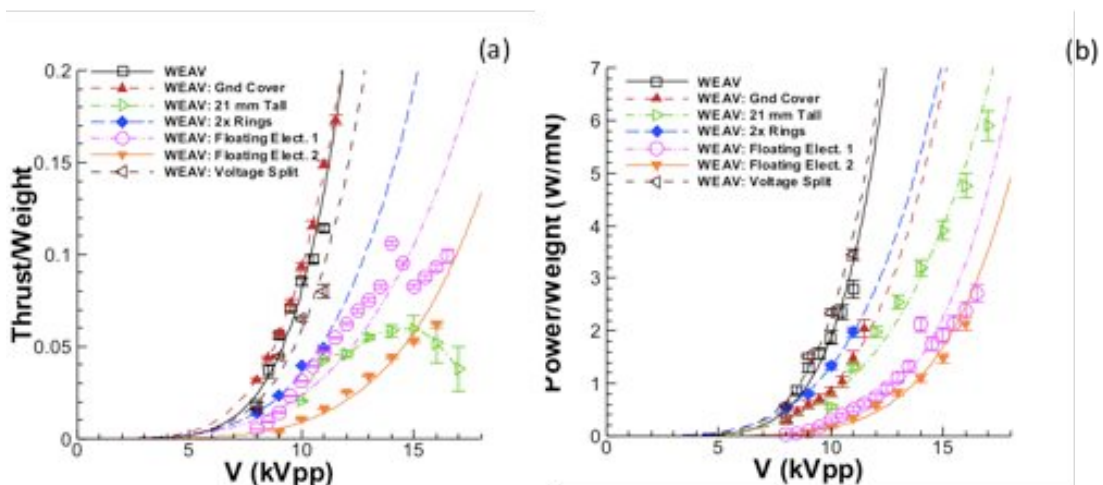 (a)
0.2
WEAV
WEAV: Gnd Cover
WEAV: 21 mm Tall
WEAV: 2x Rings
WEAV: Floating Elect. 1
WEAV: Floating Elect. 2
WEAV: Voltage Split
0.15
0.1
0.05
0
Thrust/Weight
0 5 10 15
V (kVpp)
(b)
7
WEAV
WEAV: Gnd Cover
WEAV: 21 mm Tall
WEAV: 2x Rings
WEAV: Floating Elect. 1
WEAV: Floating Elect. 2
WEAV: Voltage Split
6
5
4
3
2
1
0
Power/weight (W/mN)
0 5 10 15
V (kVpp)